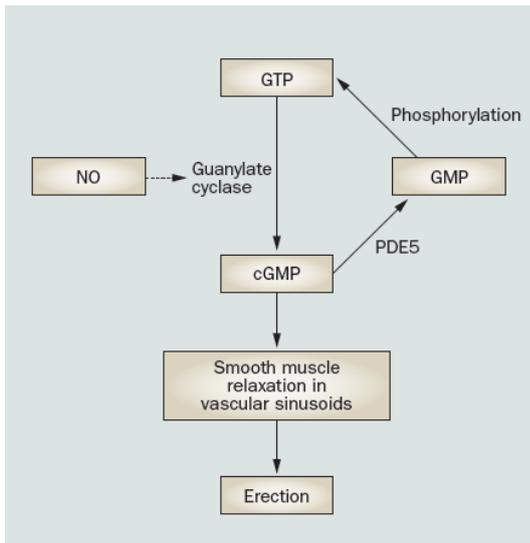 GTP
Phosphorylation
NO
Guanylate
cyclase
GMP
PDE5
cGMP
Smooth muscle
relaxation in
vascular sinusoids
Erection